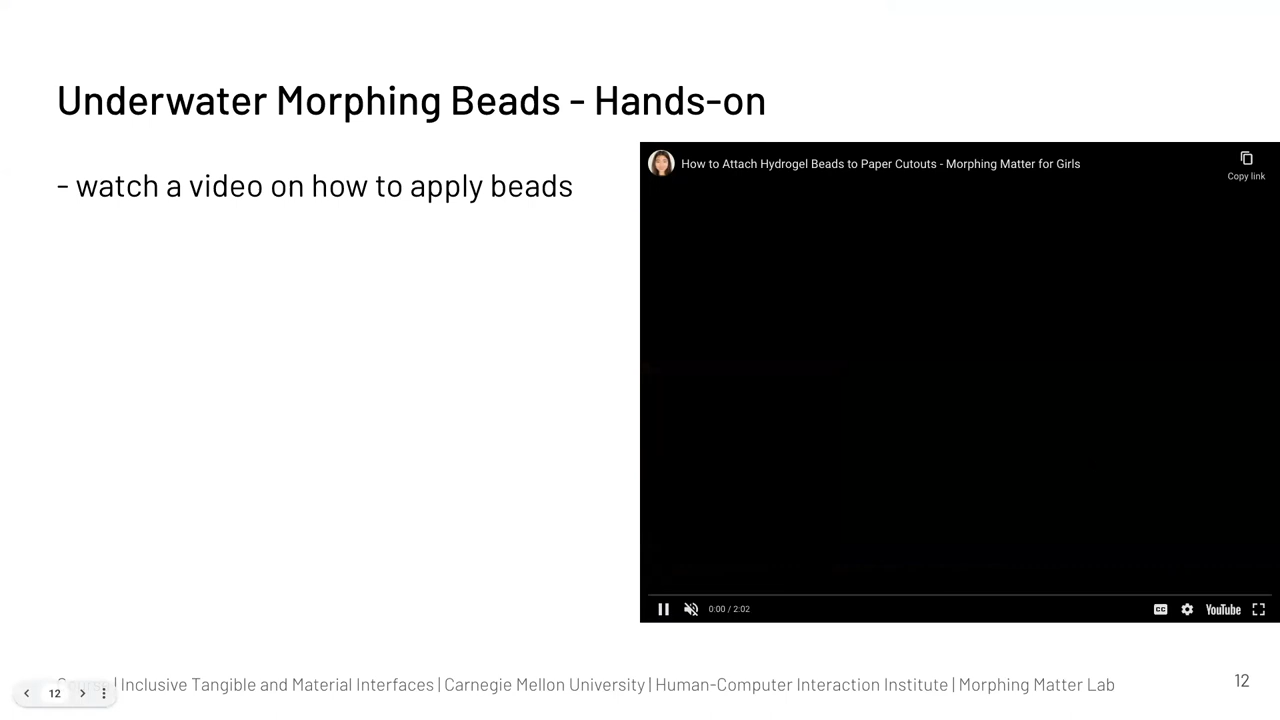 Underwater Morphing Beads - Hands-on
- watch a video on how to apply beads
How to Attach Hydrogel Beads to Paper Cutouts - Morphing Matter for Girls
Copy link
0:00 / 2:02
CC
YouTube
12
Course | Inclusive Tangible and Material Interfaces | Carnegie Mellon University | Human-Computer Interaction Institute | Morphing Matter Lab
12